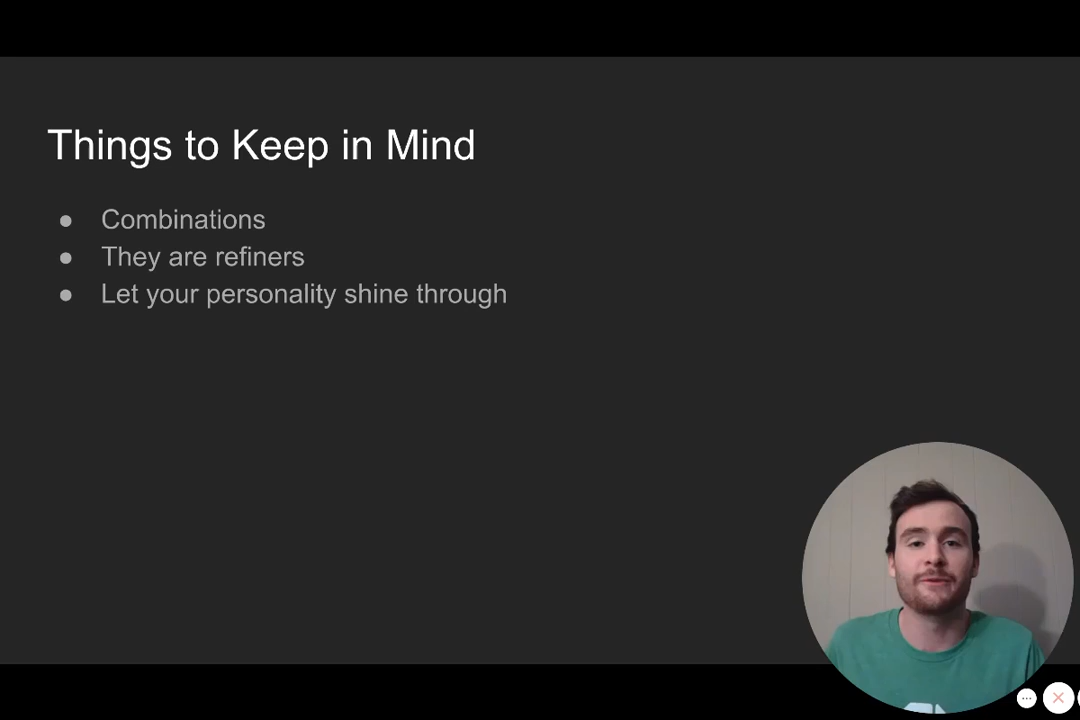 Things to Keep in Mind
● Combinations
● They are refiners
● Let your personality shine through